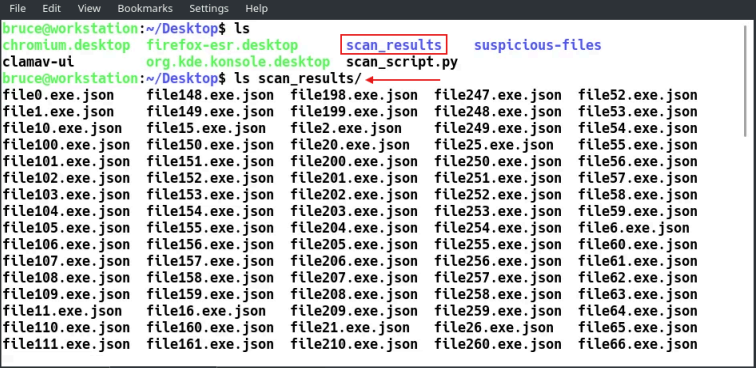 File Edit View Bookmarks Settings Help
bruce@workstation:~/Desktop$ ls
chromium.desktop firefox-esr.desktop scan_results suspicious-files
clamav-ui org.kde.konsole.desktop scan_script.py
bruce@workstation:~/Desktop$ ls scan_results/
file0.exe.json file148.exe.json file198.exe.json file247.exe.json file52.exe.json
file1.exe.json file149.exe.json file199.exe.json file248.exe.json file53.exe.json
file10.exe.json file15.exe.json file2.exe.json file249.exe.json file54.exe.json
file100.exe.json file150.exe.json file20.exe.json file25.exe.json file55.exe.json
file101.exe.json file151.exe.json file200.exe.json file250.exe.json file56.exe.json
file102.exe.json file152.exe.json file201.exe.json file251.exe.json file57.exe.json
file103.exe.json file153.exe.json file202.exe.json file252.exe.json file58.exe.json
file104.exe.json file154.exe.json file203.exe.json file253.exe.json file59.exe.json
file105.exe.json file155.exe.json file204.exe.json file254.exe.json file6.exe.json
file106.exe.json file156.exe.json file205.exe.json file255.exe.json file60.exe.json
file107.exe.json file157.exe.json file206.exe.json file256.exe.json file61.exe.json
file108.exe.json file158.exe.json file207.exe.json file257.exe.json file62.exe.json
file109.exe.json file159.exe.json file208.exe.json file258.exe.json file63.exe.json
file11.exe.json file16.exe.json file209.exe.json file259.exe.json file64.exe.json
file110.exe.json file160.exe.json file21.exe.json file26.exe.json file65.exe.json
file111.exe.json file161.exe.json file210.exe.json file260.exe.json file66.exe.json